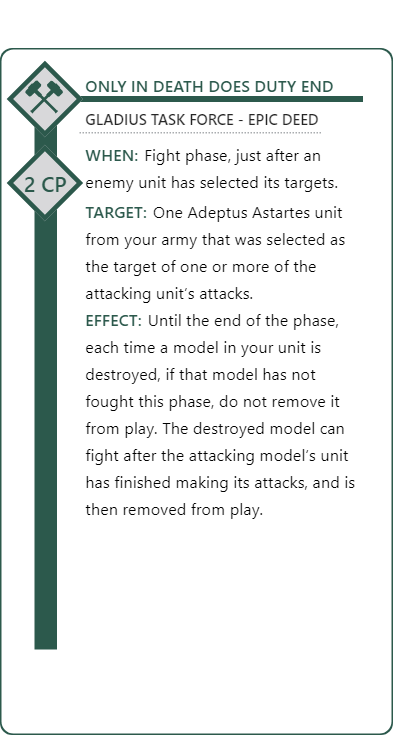 ONLY IN DEATH DOES DUTY END
GLADIUS TASK FORCE - EPIC DEED
2 CP
WHEN: Fight phase, just after an
enemy unit has selected its targets.
TARGET: One Adeptus Astartes unit
from your army that was selected as
the target of one or more of the
attacking unit's attacks.
EFFECT: Until the end of the phase,
each time a model in your unit is
destroyed, if that model has not
fought this phase, do not remove it
from play. The destroyed model can
fight after the attacking model's unit
has finished making its attacks, and is
then removed from play.